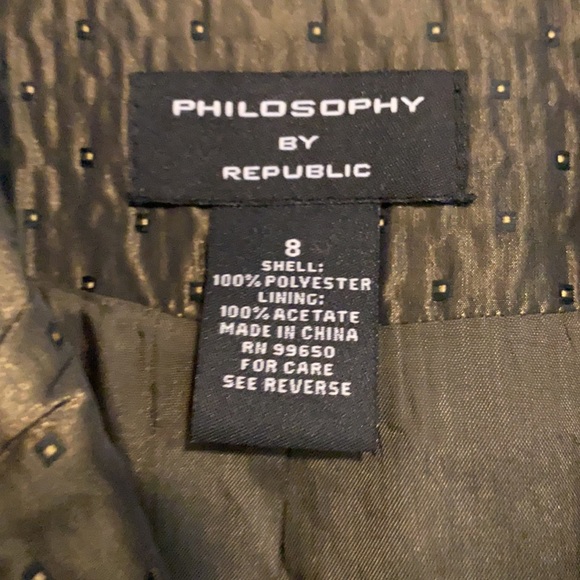 PHILOSOPHY
BY
REPUBLIC
8
SHELL:
100% POLYESTER
LINING:
100% ACETATE
MADE IN CHINA
RN 99650
FOR CARE
SEE REVERSE